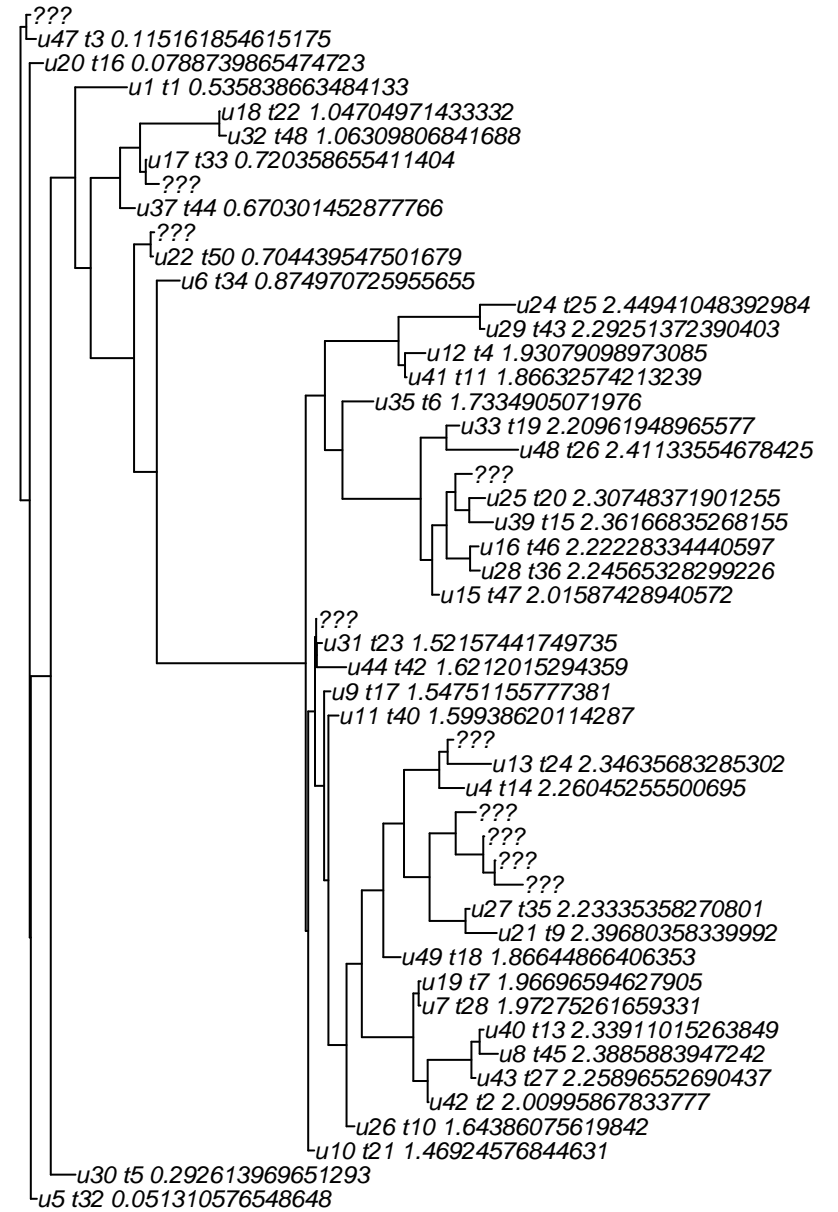 ???
u47 t3 0.115161854615175
u20 t16 0.0788739865474723
u1 t1 0.535838663484133
u18 t22 1.04704971433332
u32 t48 1.06309806841688
u17 t33 0.720358655411404
???
u37 t44 0.670301452877766
???
u22 t50 0.704439547501679
u6 t34 0.874970725955655
u24 t25 2.44941048392984
u29 t43 2.29251372390403
u12 t4 1.93079098973085
u41 t11 1.86632574213239
u35 t6 1.7334905071976
u33 t19 2.20961948965577
u48 t26 2.41133554678425
???
u25 t20 2.30748371901255
u39 t15 2.36166835268155
u16 t46 2.22228334440597
u28 t36 2.24565328299226
u15 t47 2.01587428940572
???
u31 t23 1.52157441749735
u44 t42 1.6212015294359
u9 t17 1.54751155777381
u11 t40 1.59938620114287
???
u13 t24 2.34635683285302
u4 t14 2.26045255500695
???
???
???
???
u27 t35 2.23335358270801
u21 t9 2.39680358339992
u49 t18 1.86644866406353
u19 t7 1.96696594627905
u7 t28 1.97275261659331
u40 t13 2.33911015263849
u8 t45 2.3885883947242
u43 t27 2.25896552690437
u42 t2 2.00995867833777
u26 t10 1.64386075619842
u10 t21 1.46924576844631
u30 t5 0.292613969651293
u5 t32 0.051310576548648